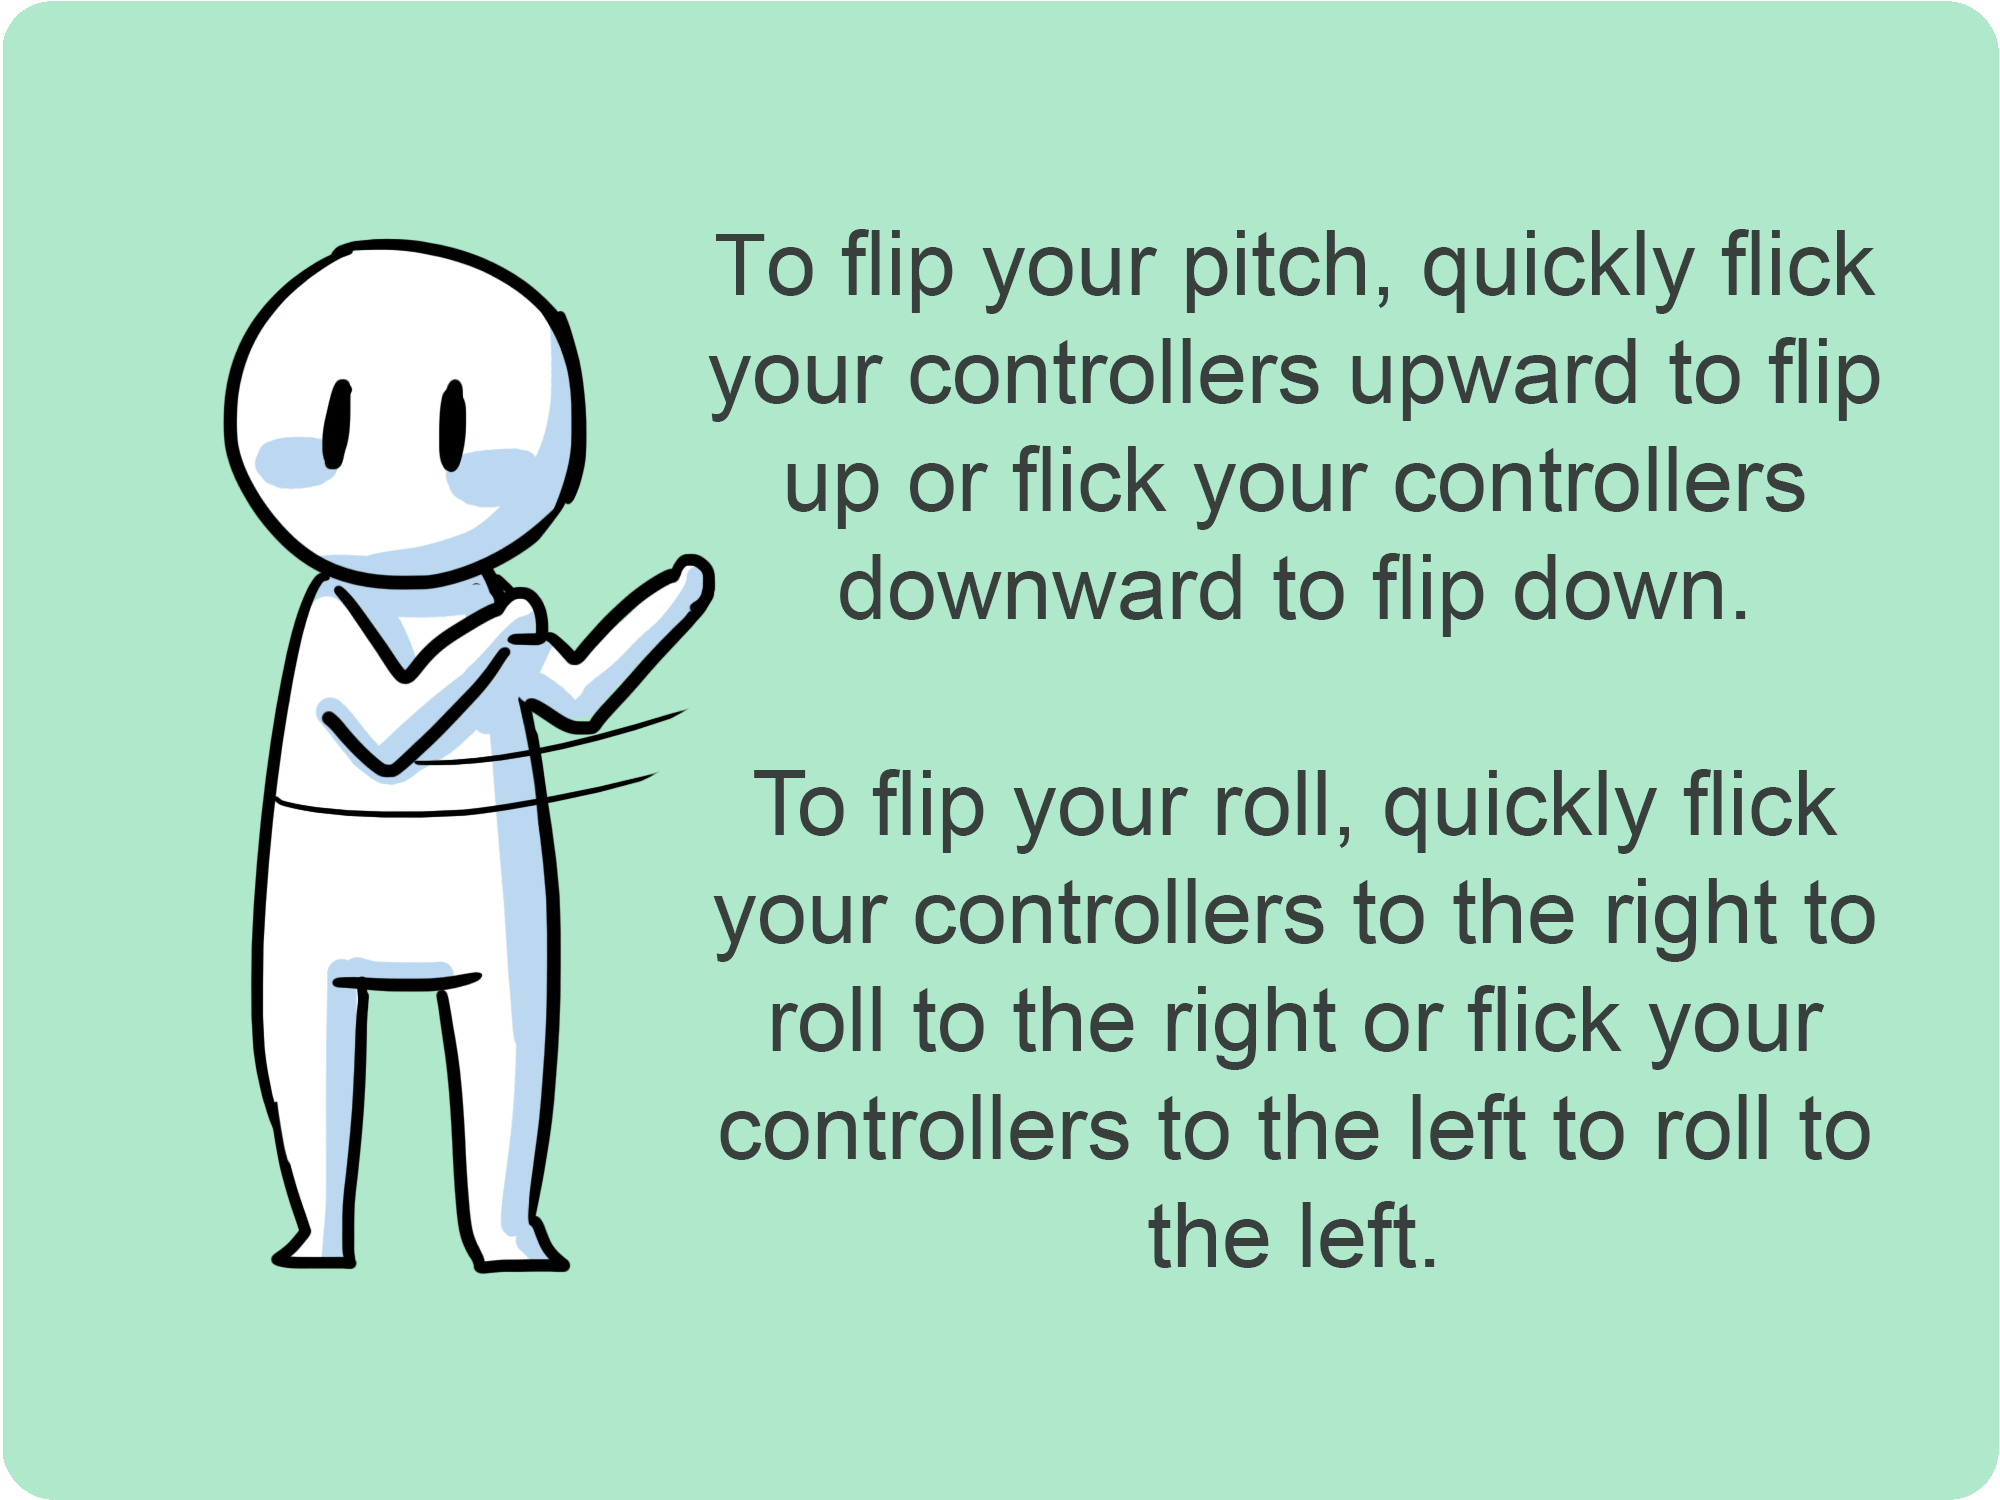 To flip your pitch, quickly flick
your controllers upward to flip
up or flick your controllers
downward to flip down.
To flip your roll, quickly flick
your controllers to the right to
roll to the right or flick your
controllers to the left to roll to
the left.